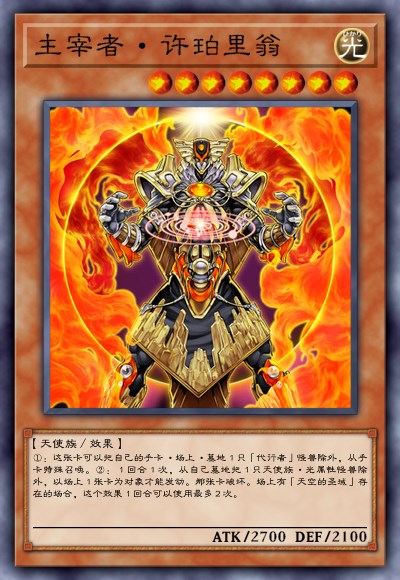 主宰者·许珀里翁
光
【天使族／效果】
①：这张卡可以把自己的手卡·场上·墓地1只「代行者」怪兽除外，从手
卡特殊召唤。②：1回合1次，从自己墓地把1只天使族·光属性怪兽除
外，以场上1张卡为对象才能发动。那张卡破坏。场上有「天空的圣域」存
在的场合，这个效果1回合可以使用最多2次。
ATK/2700 DEF/2100